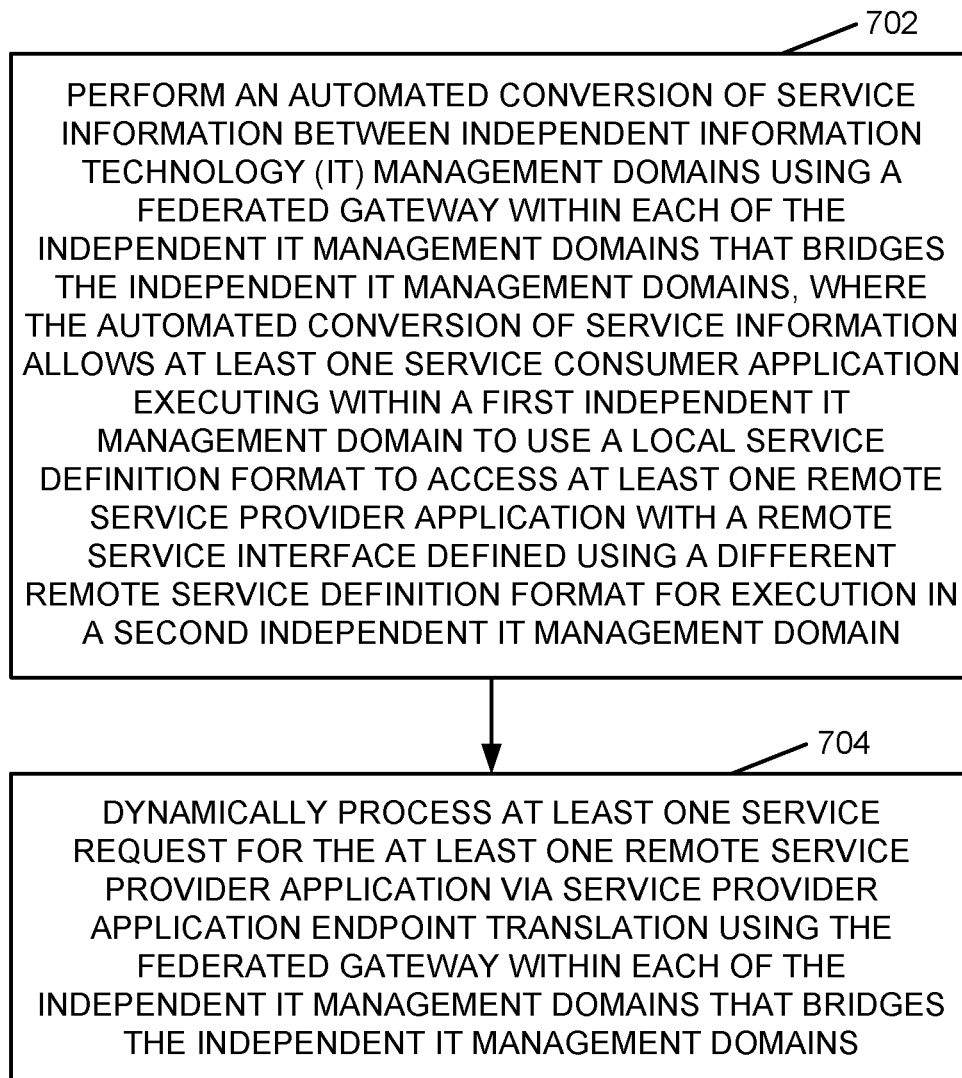 702
PERFORM AN AUTOMATED CONVERSION OF SERVICE
INFORMATION BETWEEN INDEPENDENT INFORMATION
TECHNOLOGY (IT) MANAGEMENT DOMAINS USING A
FEDERATED GATEWAY WITHIN EACH OF THE
INDEPENDENT IT MANAGEMENT DOMAINS THAT BRIDGES
THE INDEPENDENT IT MANAGEMENT DOMAINS, WHERE
THE AUTOMATED CONVERSION OF SERVICE INFORMATION
ALLOWS AT LEAST ONE SERVICE CONSUMER APPLICATION
EXECUTING WITHIN A FIRST INDEPENDENT IT
MANAGEMENT DOMAIN TO USE A LOCAL SERVICE
DEFINITION FORMAT TO ACCESS AT LEAST ONE REMOTE
SERVICE PROVIDER APPLICATION WITH A REMOTE
SERVICE INTERFACE DEFINED USING A DIFFERENT
REMOTE SERVICE DEFINITION FORMAT FOR EXECUTION IN
A SECOND INDEPENDENT IT MANAGEMENT DOMAIN
704
DYNAMICALLY PROCESS AT LEAST ONE SERVICE
REQUEST FOR THE AT LEAST ONE REMOTE SERVICE
PROVIDER APPLICATION VIA SERVICE PROVIDER
APPLICATION ENDPOINT TRANSLATION USING THE
FEDERATED GATEWAY WITHIN EACH OF THE
INDEPENDENT IT MANAGEMENT DOMAINS THAT BRIDGES
THE INDEPENDENT IT MANAGEMENT DOMAINS